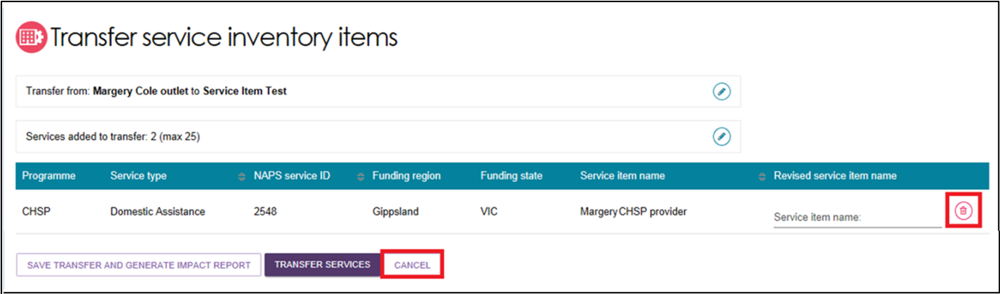 Transfer service inventory items
Transfer from: Margery Cole outlet to Service Item Test
Services added to transfer: 2 (max 25)
Programme Service type NAPS service ID Funding region Funding state Service item name Revised service item name
CHSP Domestic Assistance 2548 Gippsland VIC Margery CHSP provider Service item name:
SAVE TRANSFER AND GENERATE IMPACT REPORT TRANSFER SERVICES CANCEL